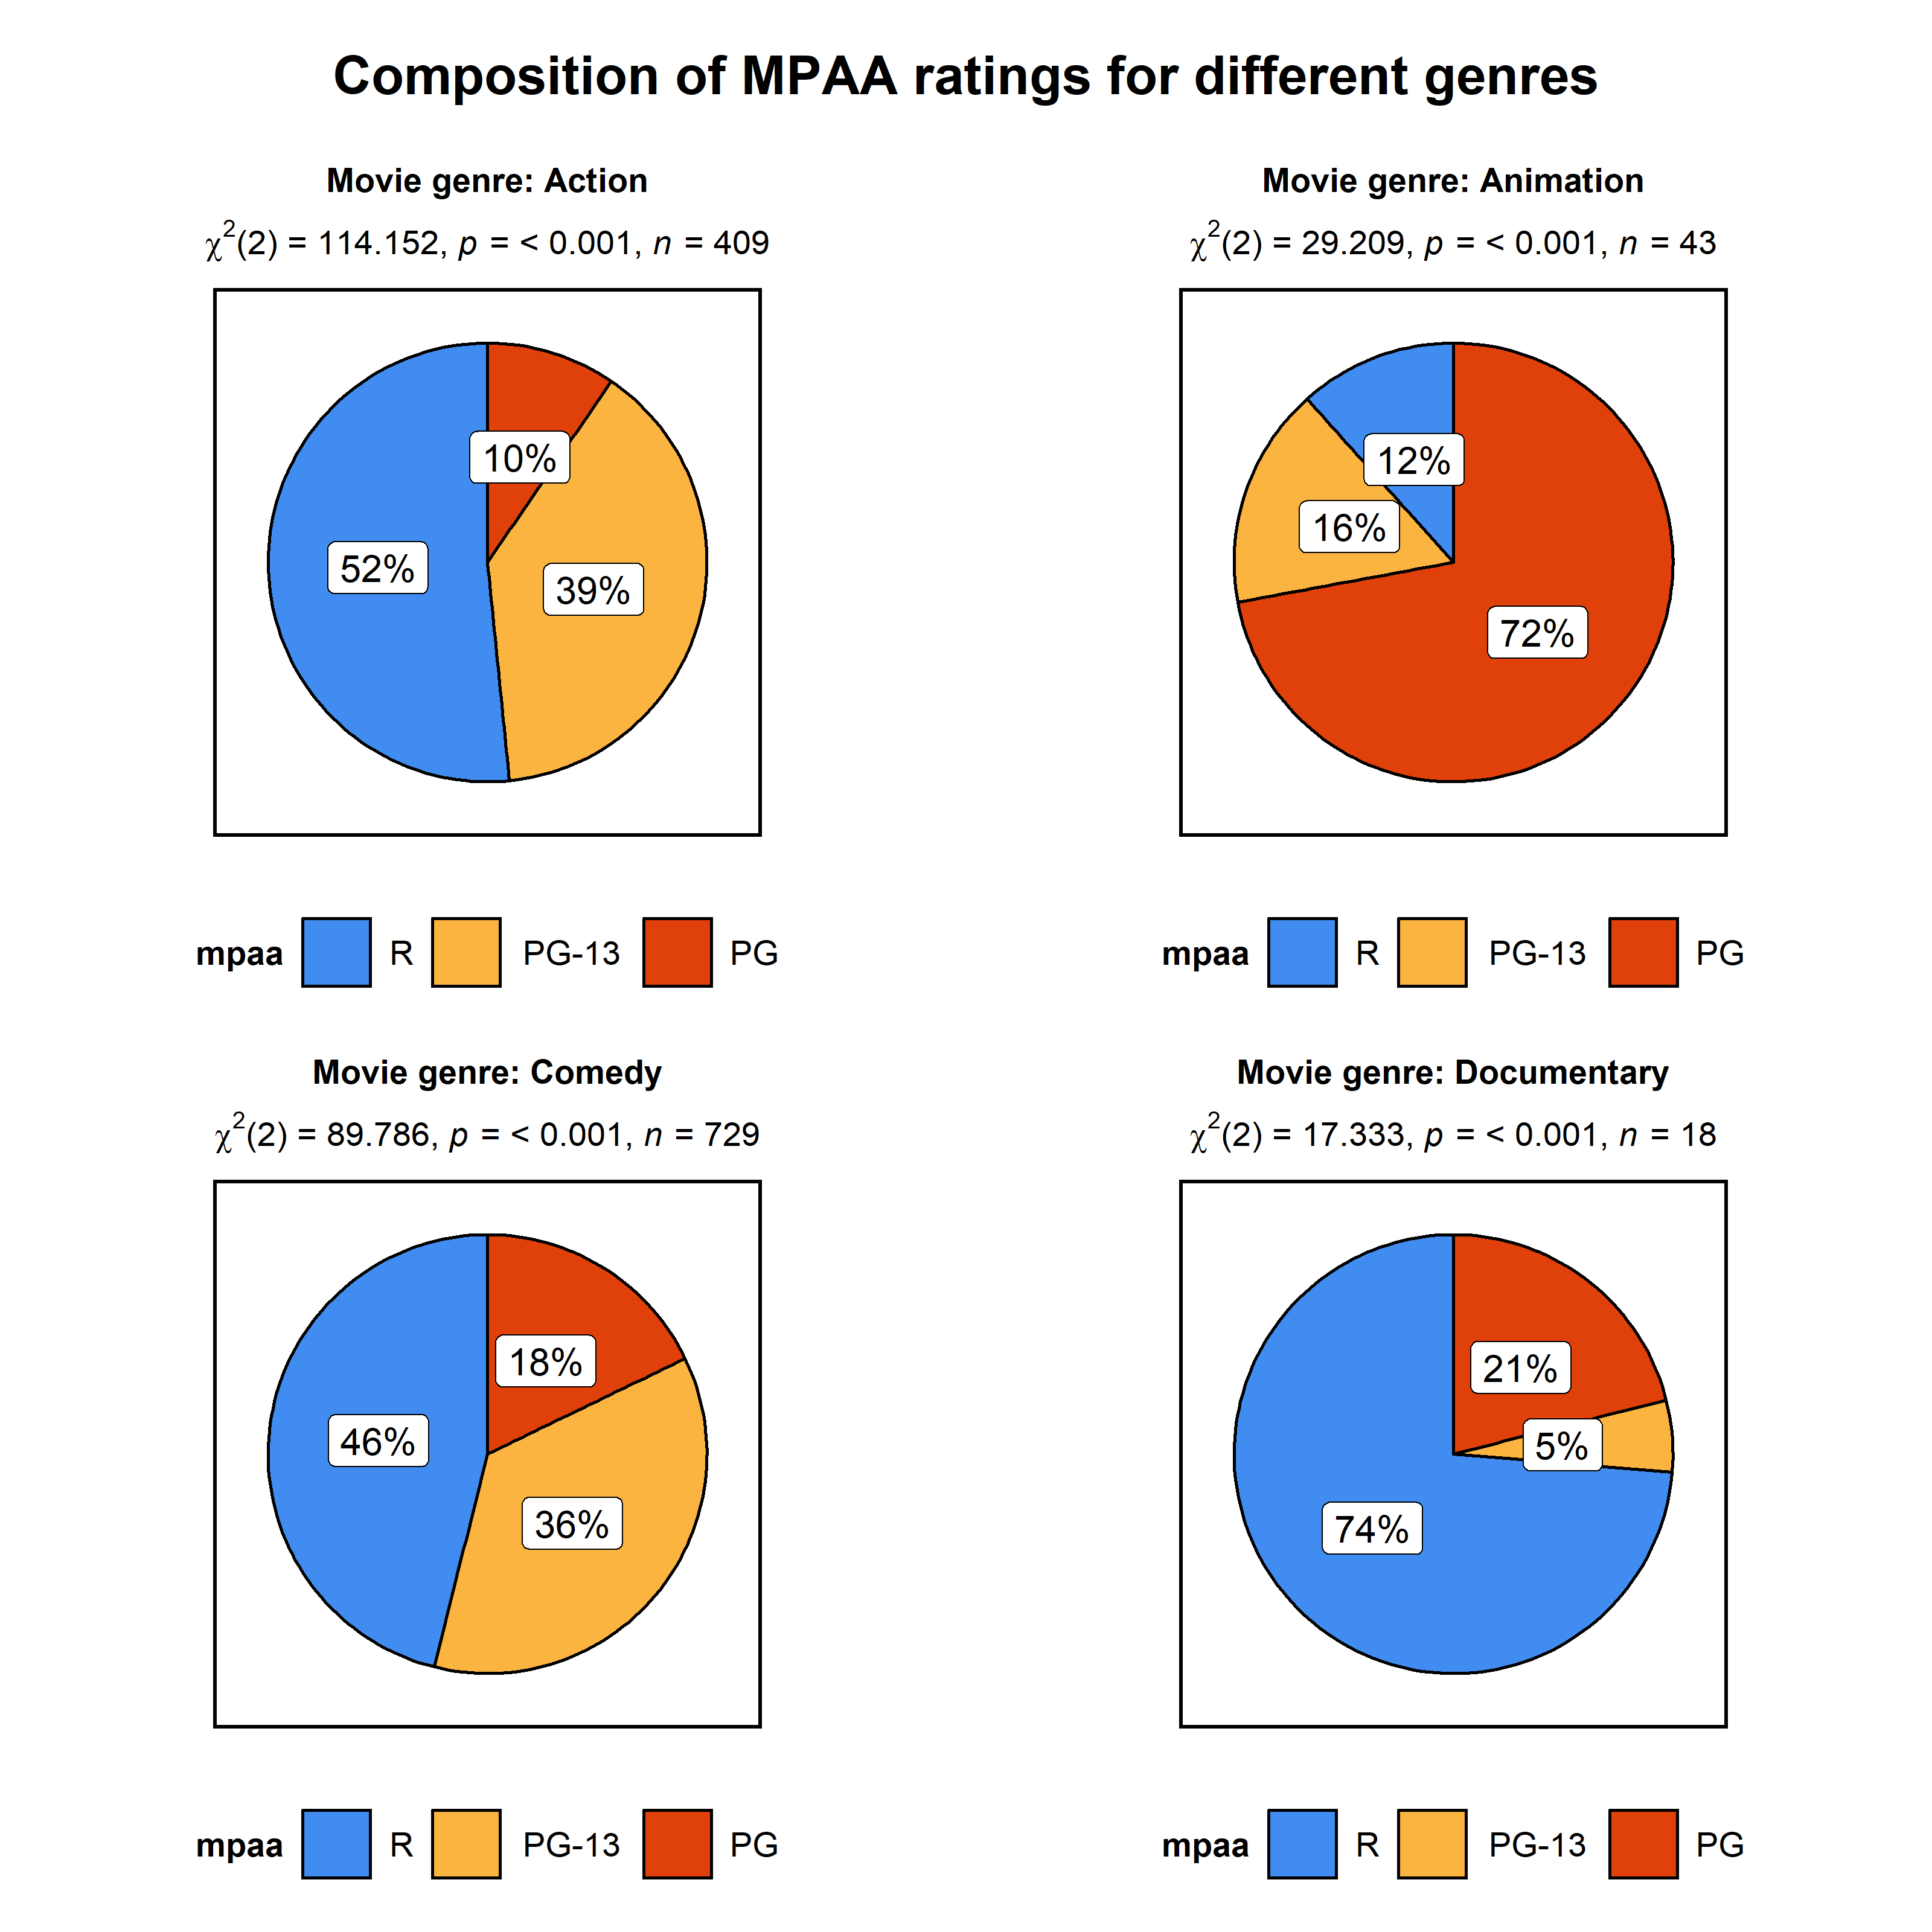 Composition of MPAA ratings for different genres
Movie genre: Action
χ²(2) = 114.152, p = < 0.001, n = 409
10%
52%
39%
mpaa R PG-13 PG
Movie genre: Animation
χ²(2) = 29.209, p = < 0.001, n = 43
12%
16%
72%
mpaa R PG-13 PG
Movie genre: Comedy
χ²(2) = 89.786, p = < 0.001, n = 729
18%
46%
36%
mpaa R PG-13 PG
Movie genre: Documentary
χ²(2) = 17.333, p = < 0.001, n = 18
21%
5%
74%
mpaa R PG-13 PG